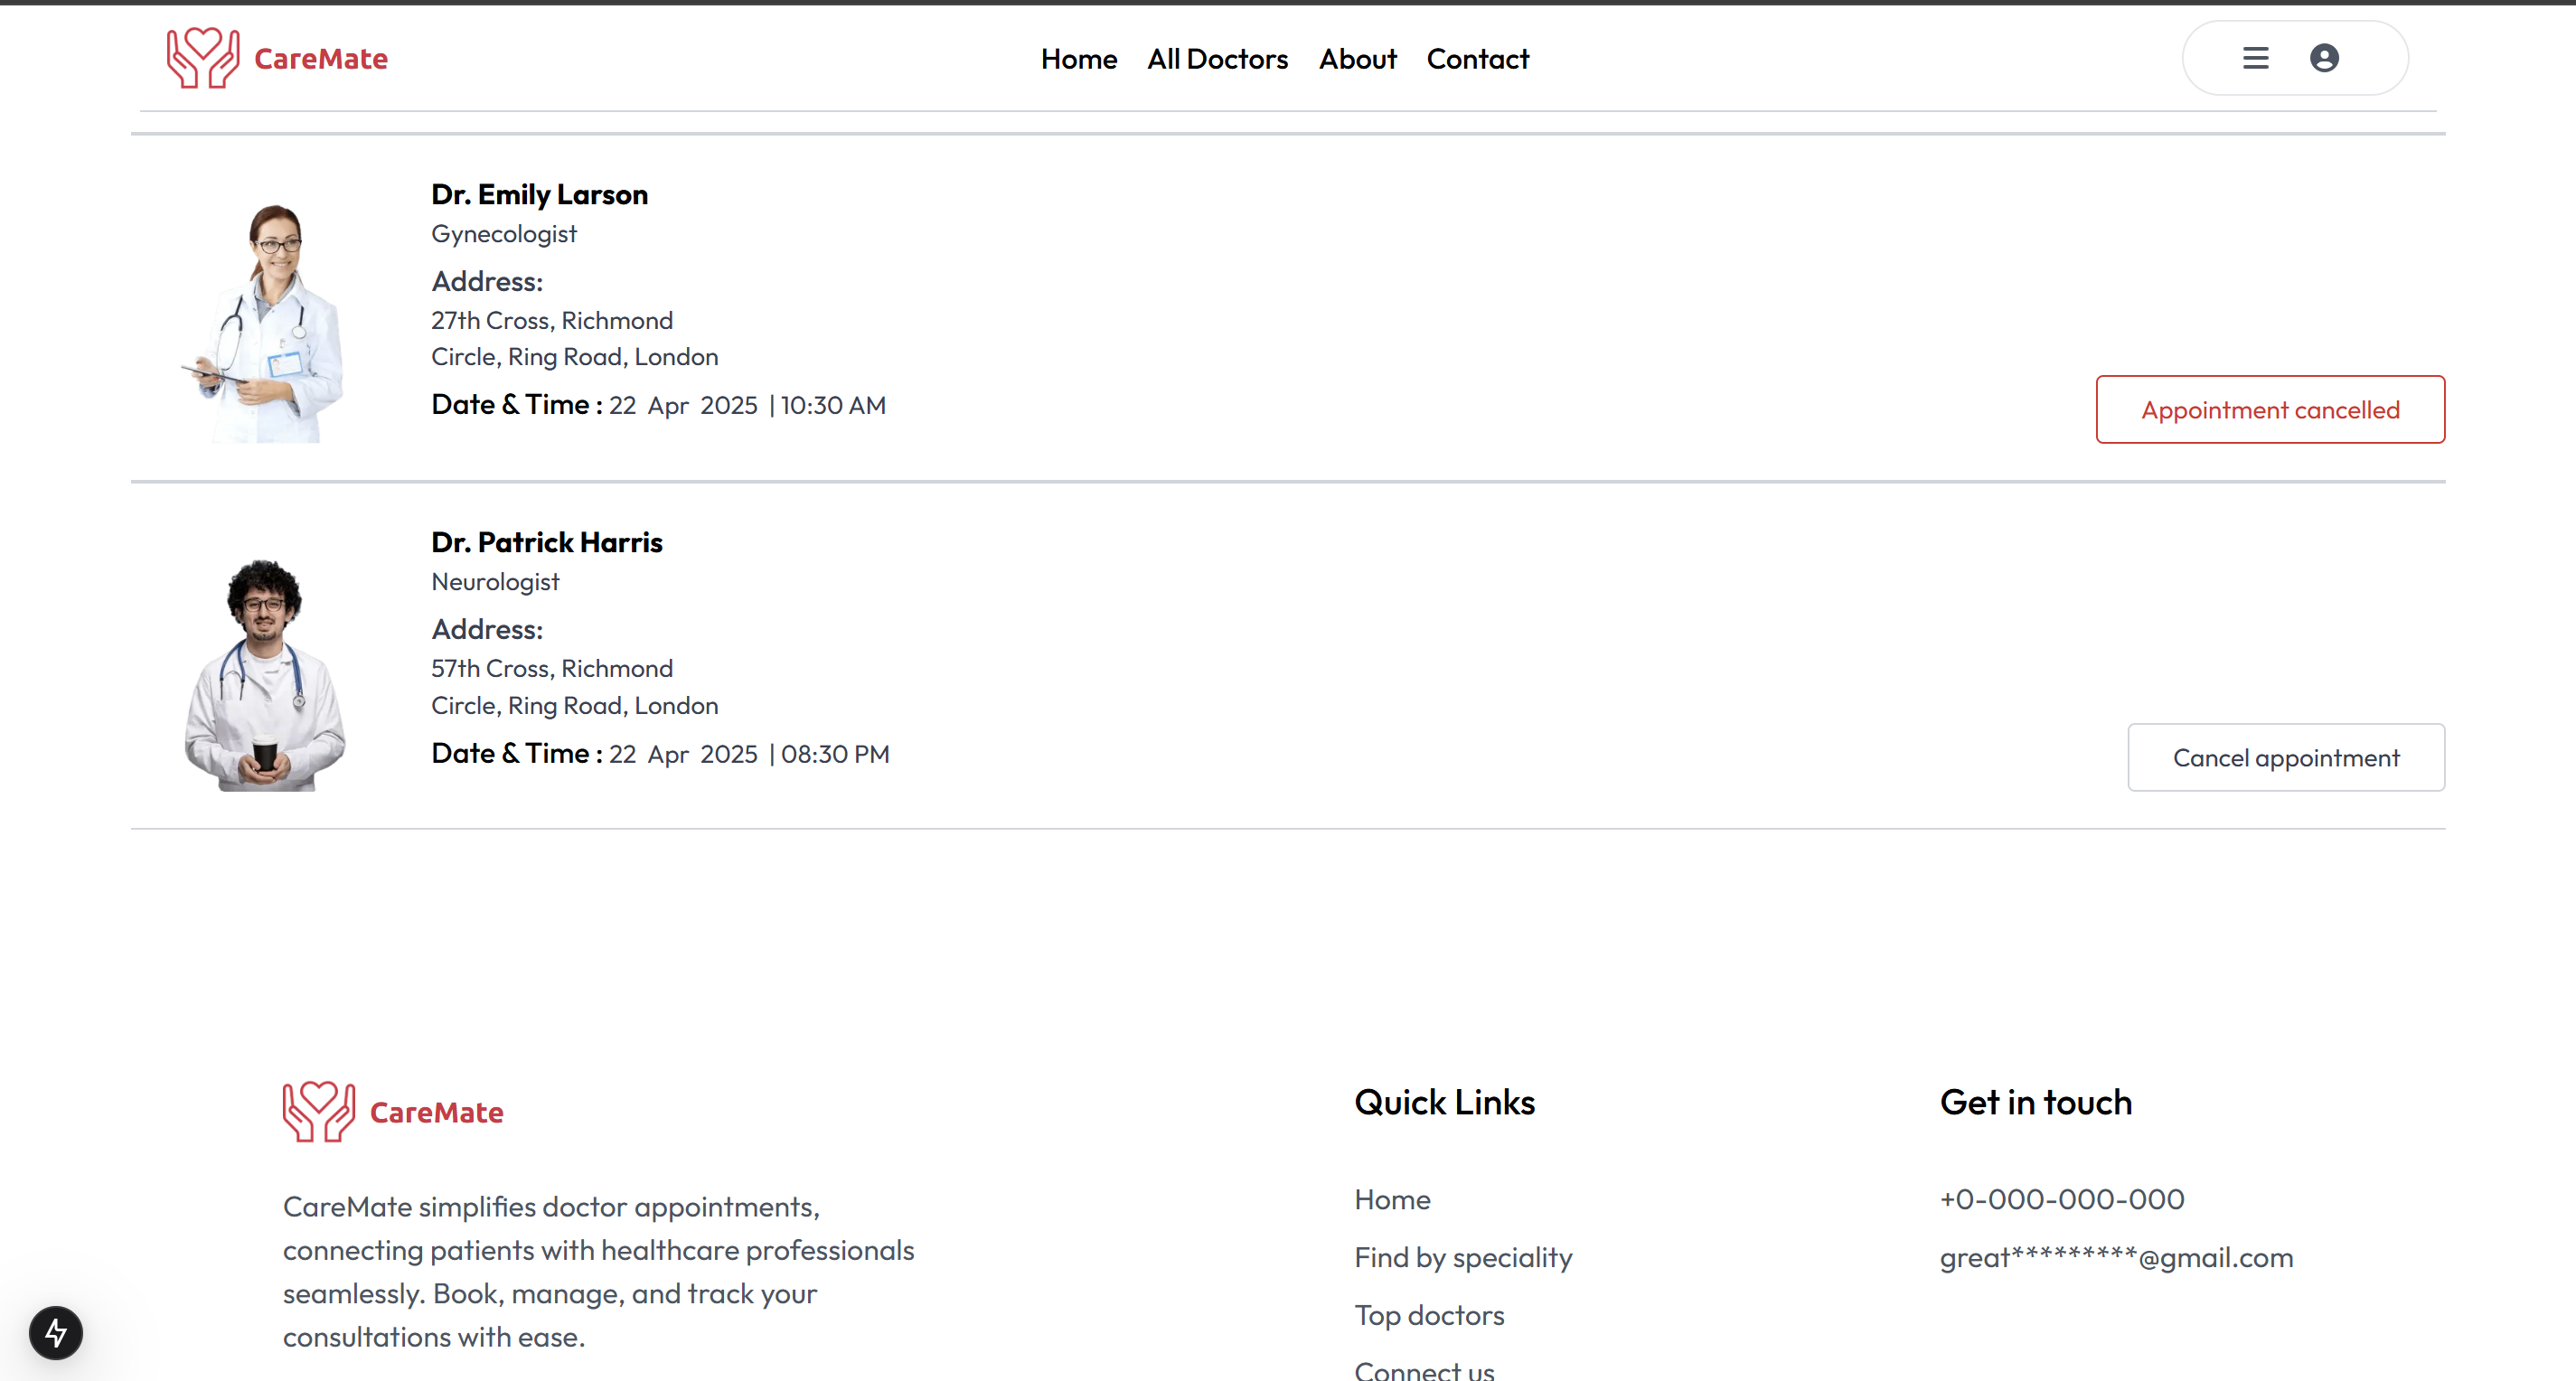 CareMate
Home All Doctors About Contact
Dr. Emily Larson
Gynecologist
Address:
27th Cross, Richmond
Circle, Ring Road, London
Date & Time : 22 Apr 2025 | 10:30 AM
Appointment cancelled
Dr. Patrick Harris
Neurologist
Address:
57th Cross, Richmond
Circle, Ring Road, London
Date & Time : 22 Apr 2025 | 08:30 PM
Cancel appointment
CareMate
CareMate simplifies doctor appointments,
connecting patients with healthcare professionals
seamlessly. Book, manage, and track your
consultations with ease.
Quick Links
Home
Find by speciality
Top doctors
Connect us
Get in touch
+0-000-000-000
great*********@gmail.com